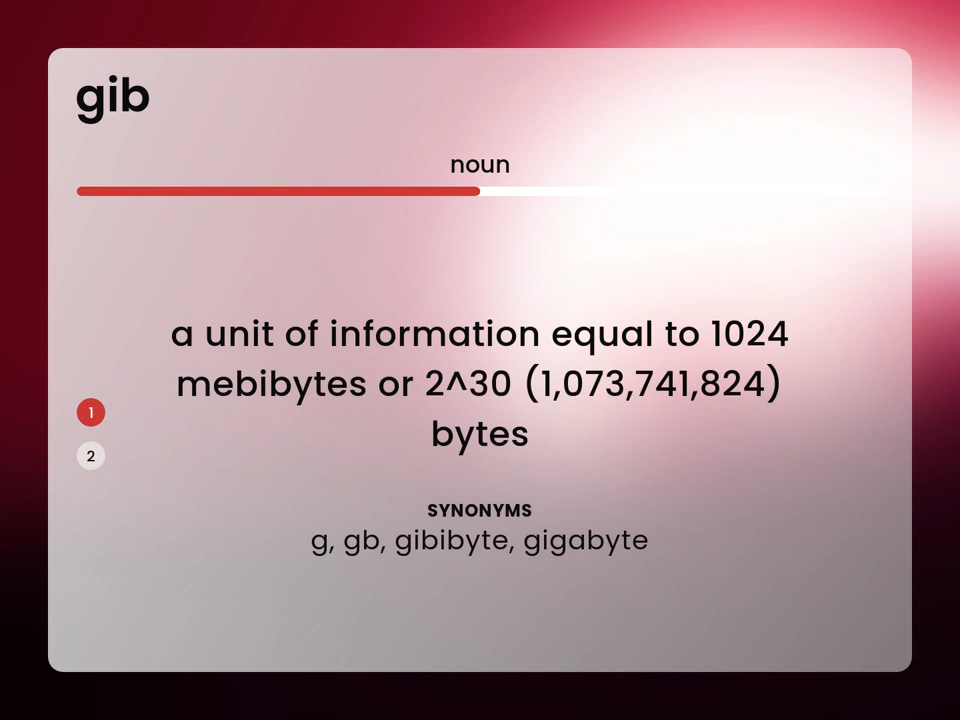 gib
noun
a unit of information equal to 1024
mebibytes or 2^30 (1,073,741,824)
bytes
1
2
SYNONYMS
g, gb, gibibyte, gigabyte